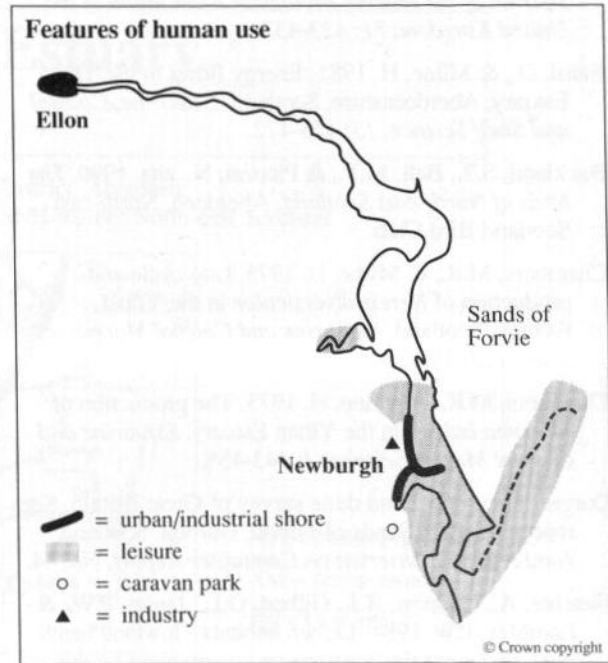 Features of human use
Ellon
Sands of
Forvie
Newburgh
= urban/industrial shore
= leisure
= caravan park
= industry
© Crown copyright